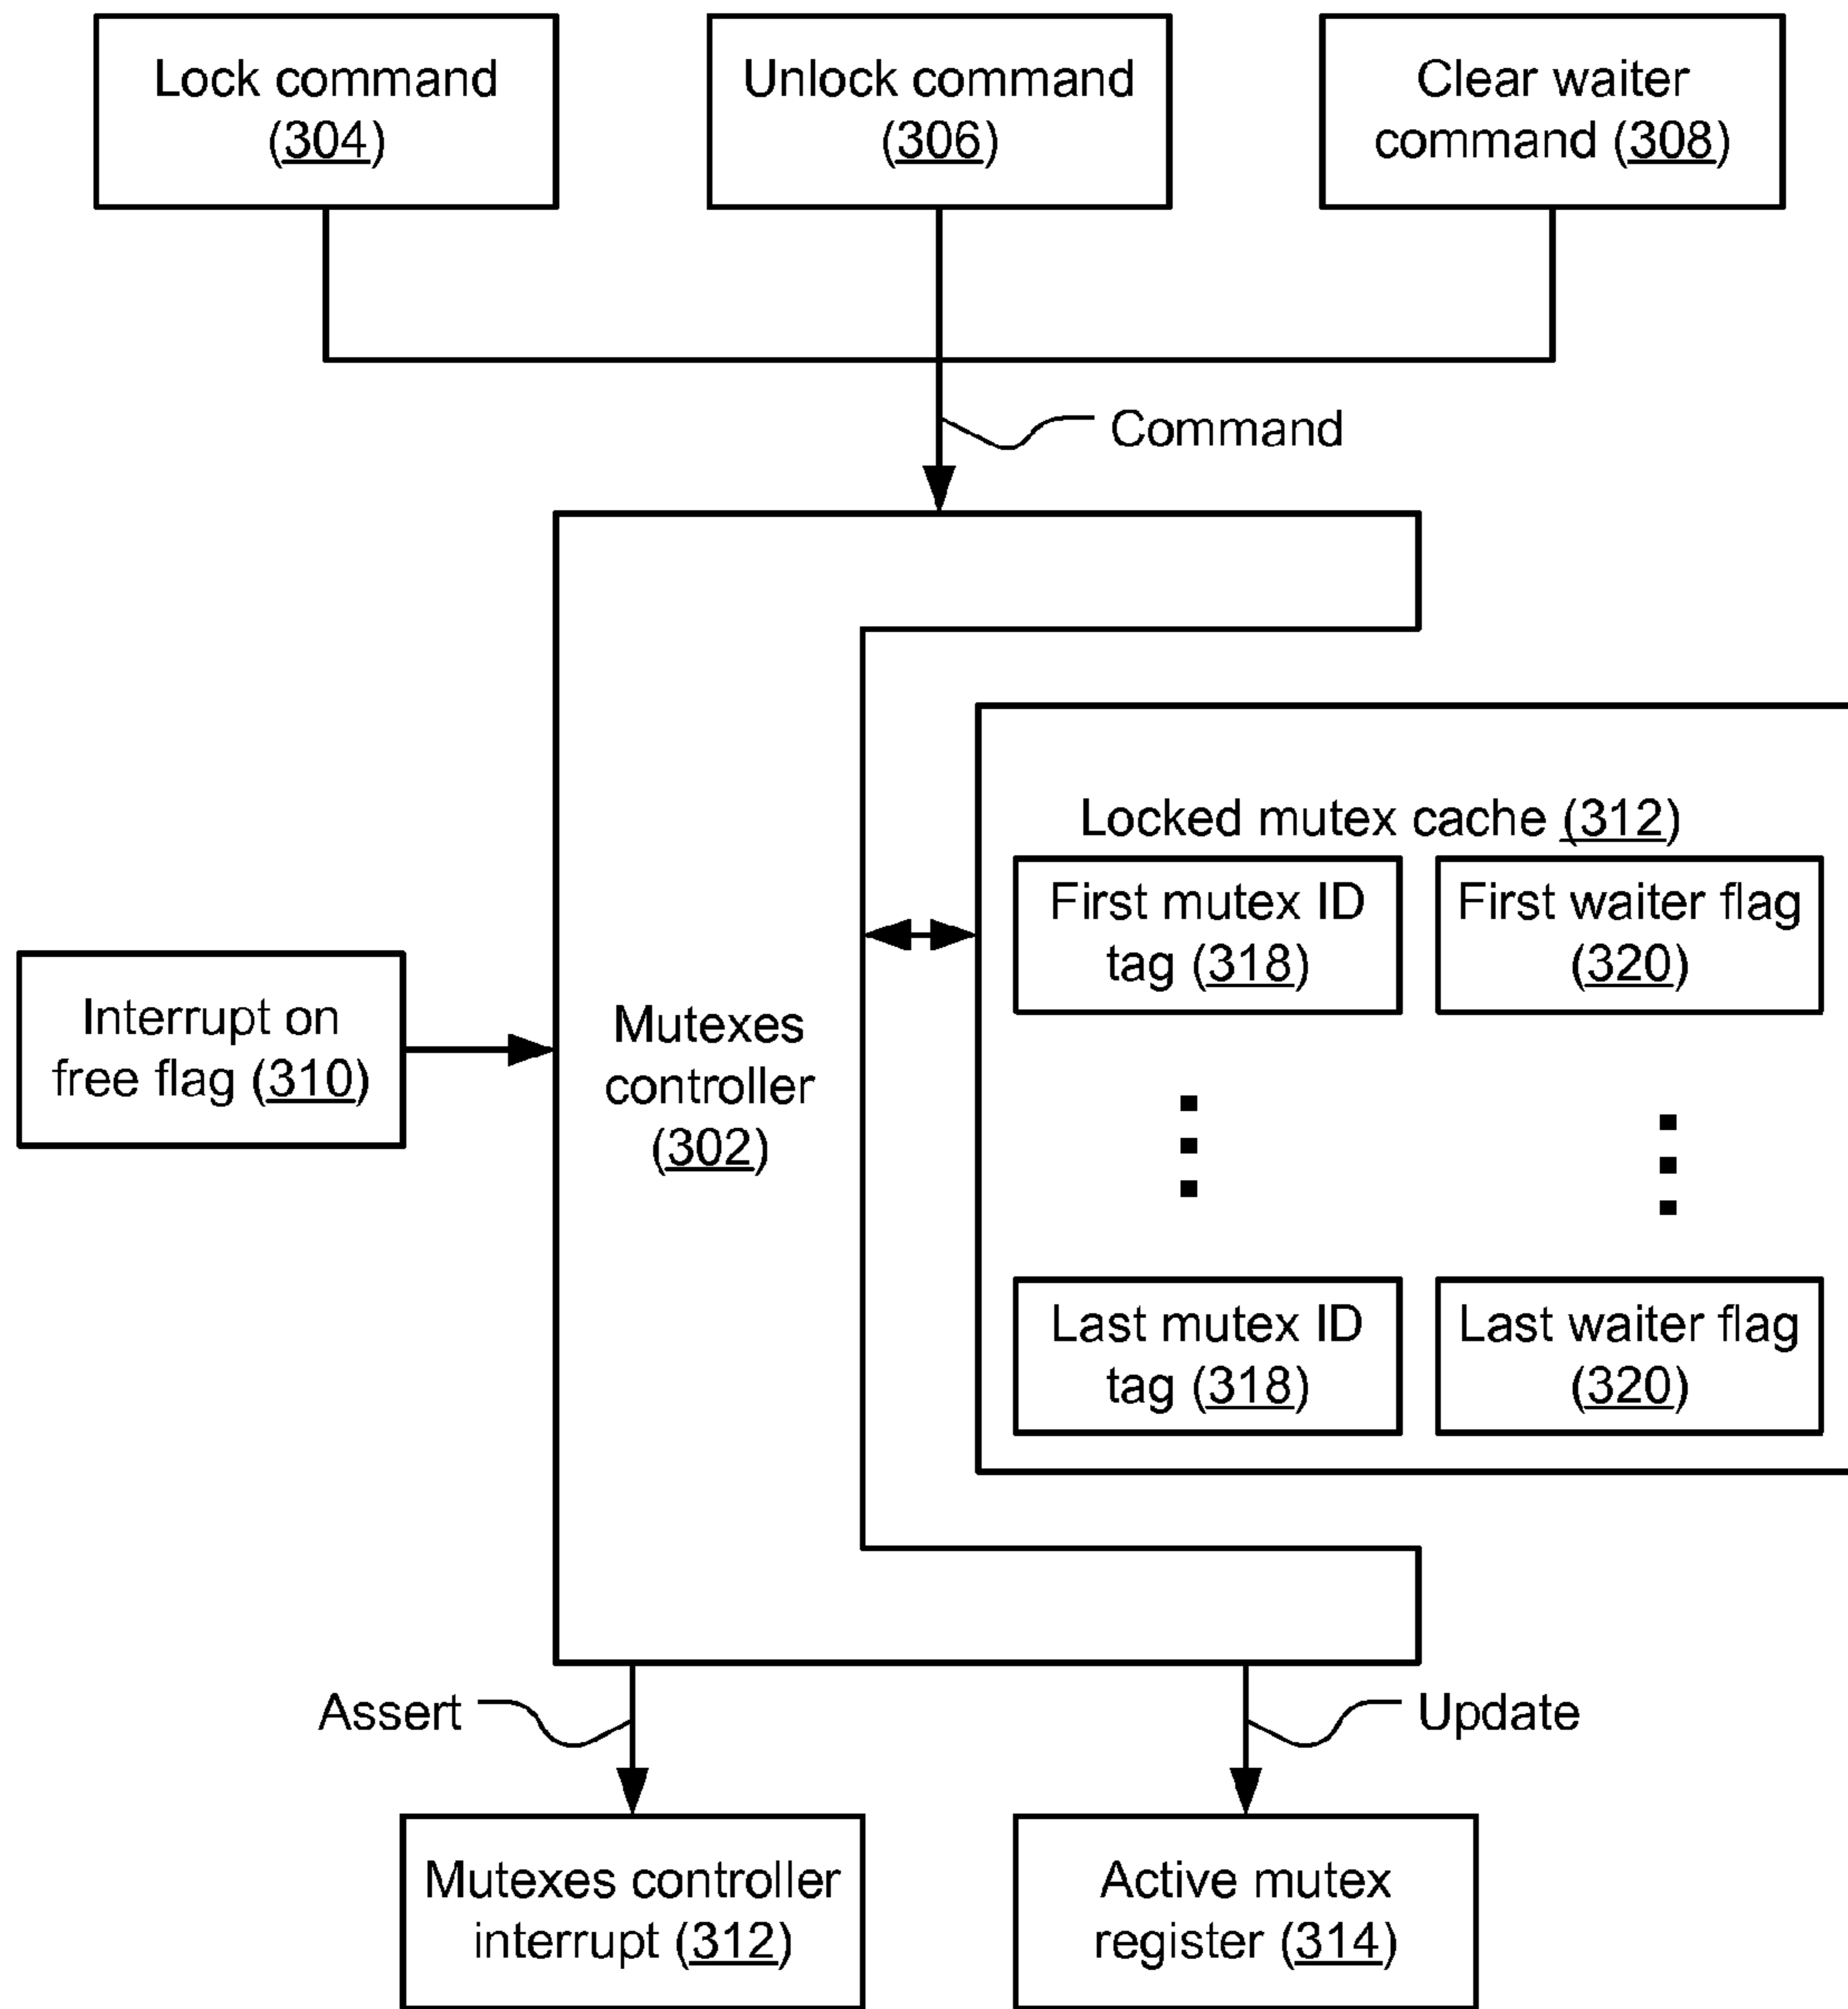 Lock command
(304)
Unlock command
(306)
Clear waiter
command (308)
Command
Locked mutex cache (312)
First mutex ID
tag (318)
First waiter flag
(320)
Interrupt on
free flag (310)
Mutexes
controller
(302)
Last mutex ID
tag (318)
Last waiter flag
(320)
Assert
Update
Mutexes controller
interrupt (312)
Active mutex
register (314)